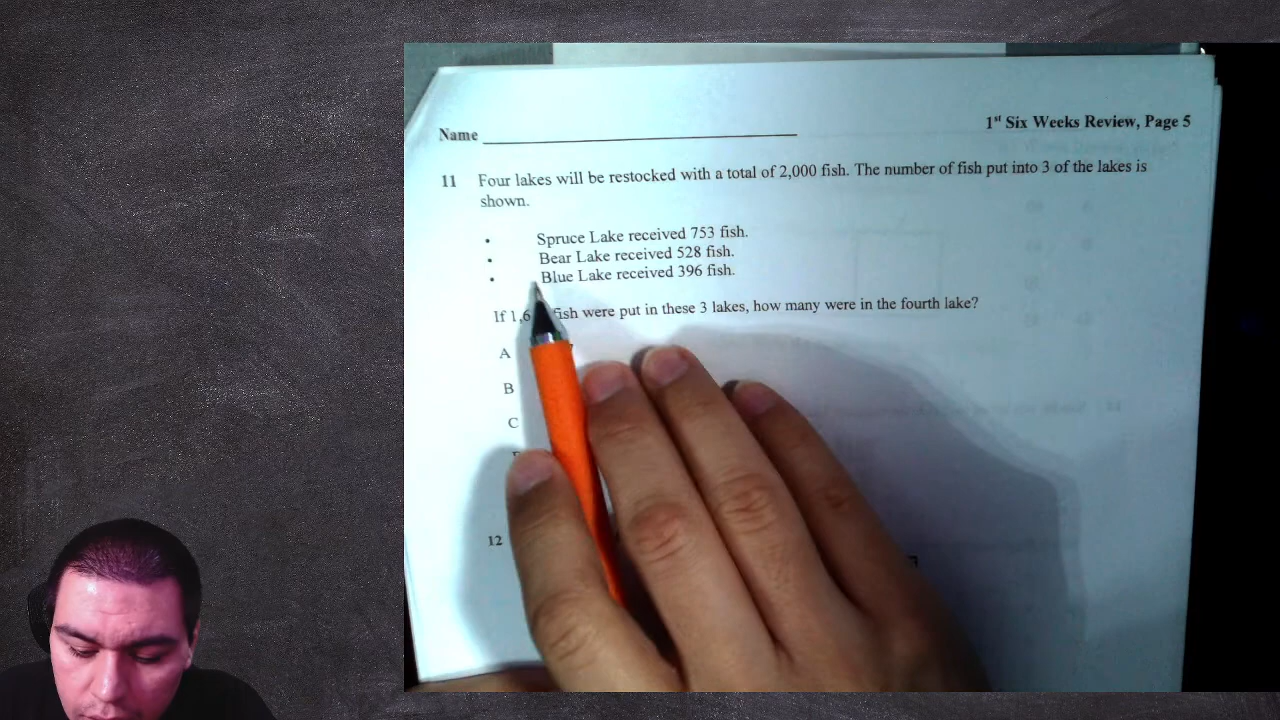 Name
1st Six Weeks Review, Page 5
11 Four lakes will be restocked with a total of 2,000 fish. The number of fish put into 3 of the lakes is
shown.
• Spruce Lake received 753 fish.
• Bear Lake received 528 fish.
• Blue Lake received 396 fish.
If 1,6 fish were put in these 3 lakes, how many were in the fourth lake?
A
B
C
12